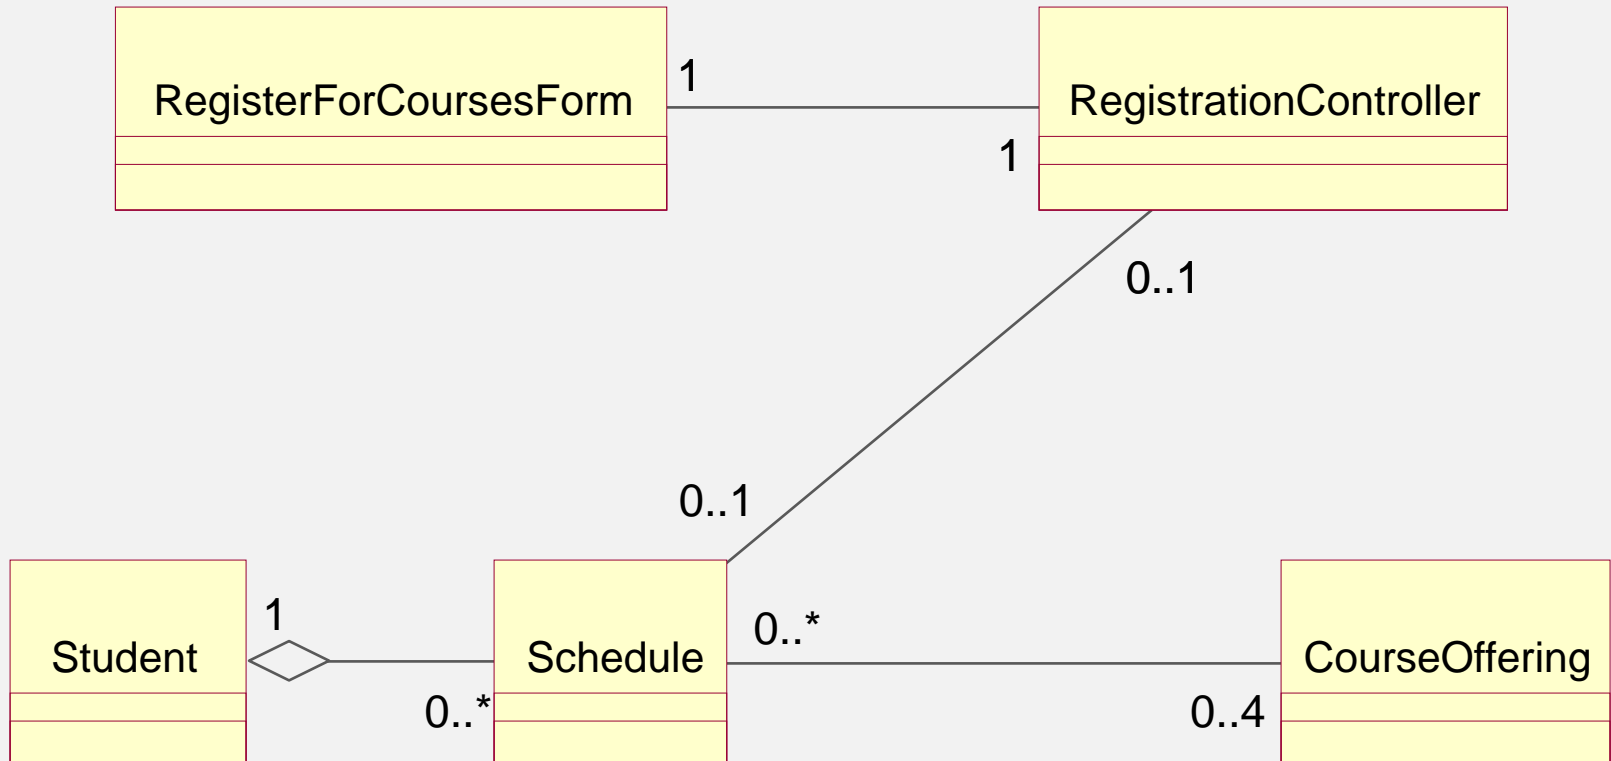 RegisterForCoursesForm
1
1
RegistrationController
0..1
0..1
Student
1
0..*
Schedule
0..*
0..4
CourseOffering